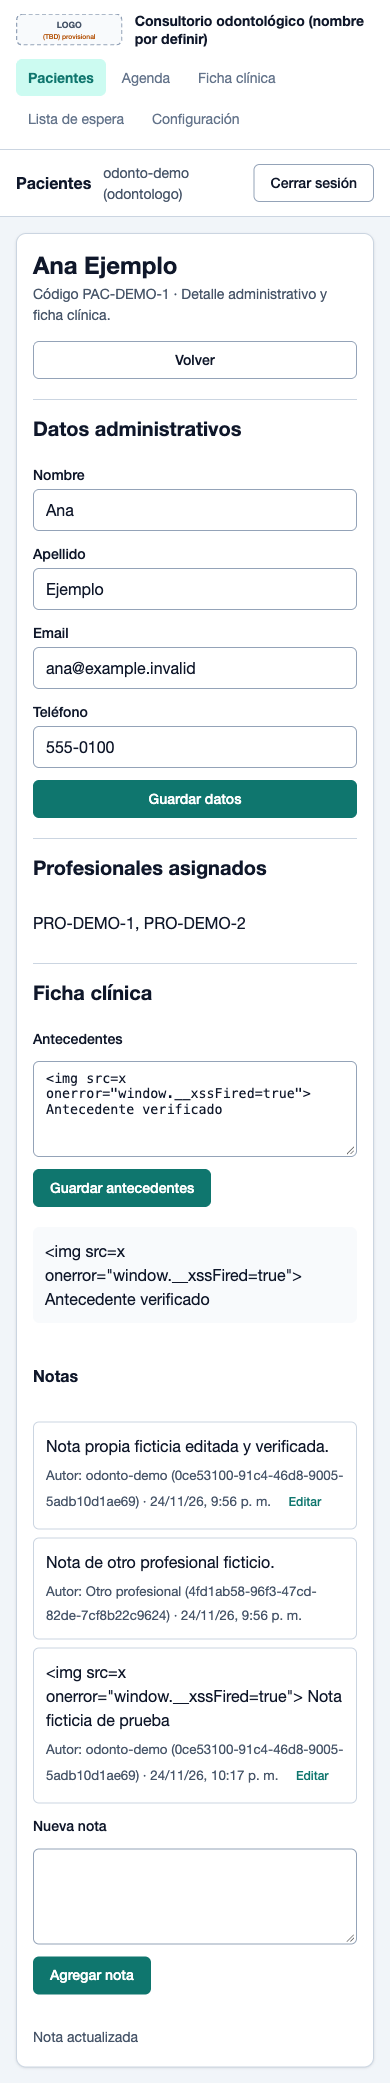 LOGO
(TBD) provisional
Consultorio odontológico (nombre
por definir)
Pacientes
Agenda
Ficha clínica
Lista de espera
Configuración
Pacientes
odonto-demo
(odontologo)
Cerrar sesión
Ana Ejemplo
Código PAC-DEMO-1 · Detalle administrativo y
ficha clínica.
Volver
Datos administrativos
Nombre
Ana
Apellido
Ejemplo
Email
ana@example.invalid
Teléfono
555-0100
Guardar datos
Profesionales asignados
PRO-DEMO-1, PRO-DEMO-2
Ficha clínica
Antecedentes
<img src=x
onerror="window.__xssFired=true">
Antecedente verificado
Guardar antecedentes
<img src=x
onerror="window.__xssFired=true">
Antecedente verificado
Notas
Nota propia ficticia editada y verificada.
Autor: odonto-demo (0ce53100-91c4-46d8-9005-
5adb10d1ae69) · 24/11/26, 9:56 p. m. Editar
Nota de otro profesional ficticio.
Autor: Otro profesional (4fd1ab58-96f3-47cd-
82de-7cf8b22c9624) · 24/11/26, 9:56 p. m.
<img src=x
onerror="window.__xssFired=true"> Nota
ficticia de prueba
Autor: odonto-demo (0ce53100-91c4-46d8-9005-
5adb10d1ae69) · 24/11/26, 10:17 p. m. Editar
Nueva nota
Agregar nota
Nota actualizada